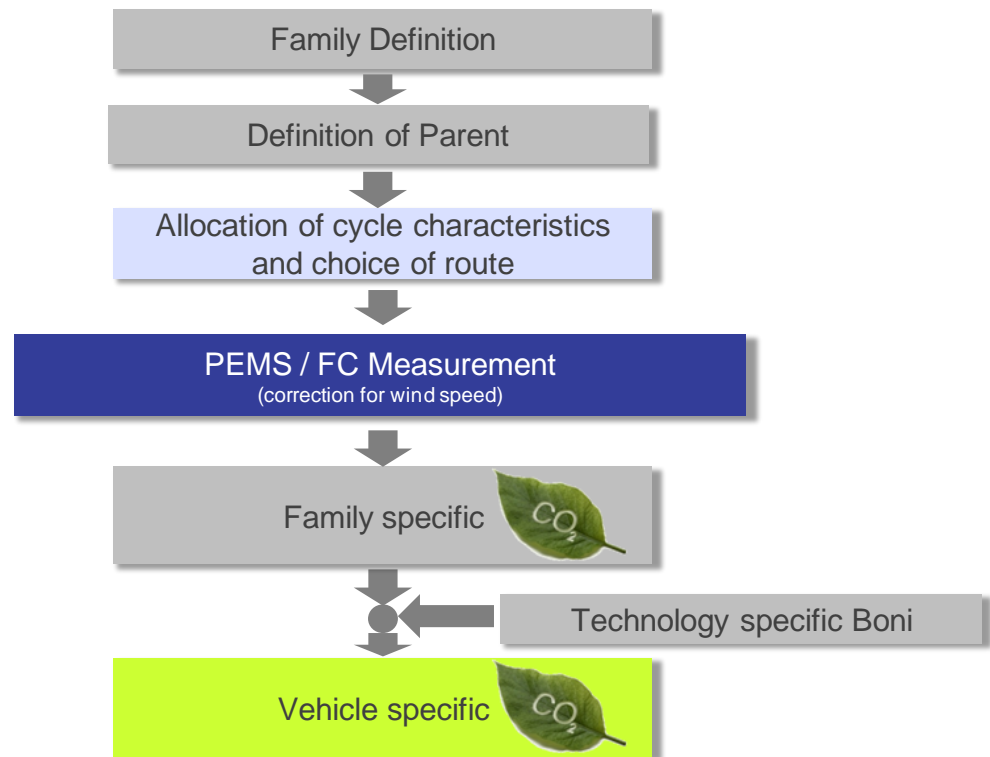 Family Definition
Definition of Parent
Allocation of cycle characteristics
and choice of route
PEMS / FC Measurement
(correction for wind speed)
Family specific CO₂
Technology specific Boni
Vehicle specific CO₂